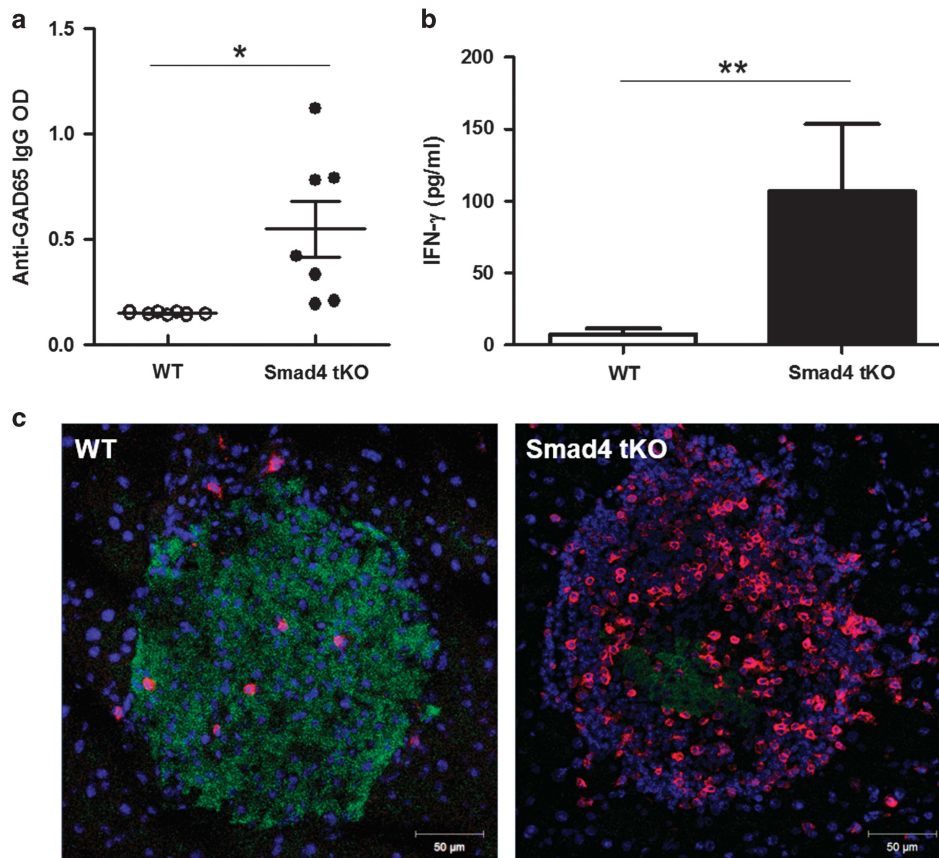 a
1.5
1.0
0.5
0.0
Anti-GAD65 IgG OD
*
WT
Smad4 tKO
b
200
150
100
50
0
IFN-γ (pg/ml)
**
WT
Smad4 tKO
c
WT
50 µm
Smad4 tKO
50 µm